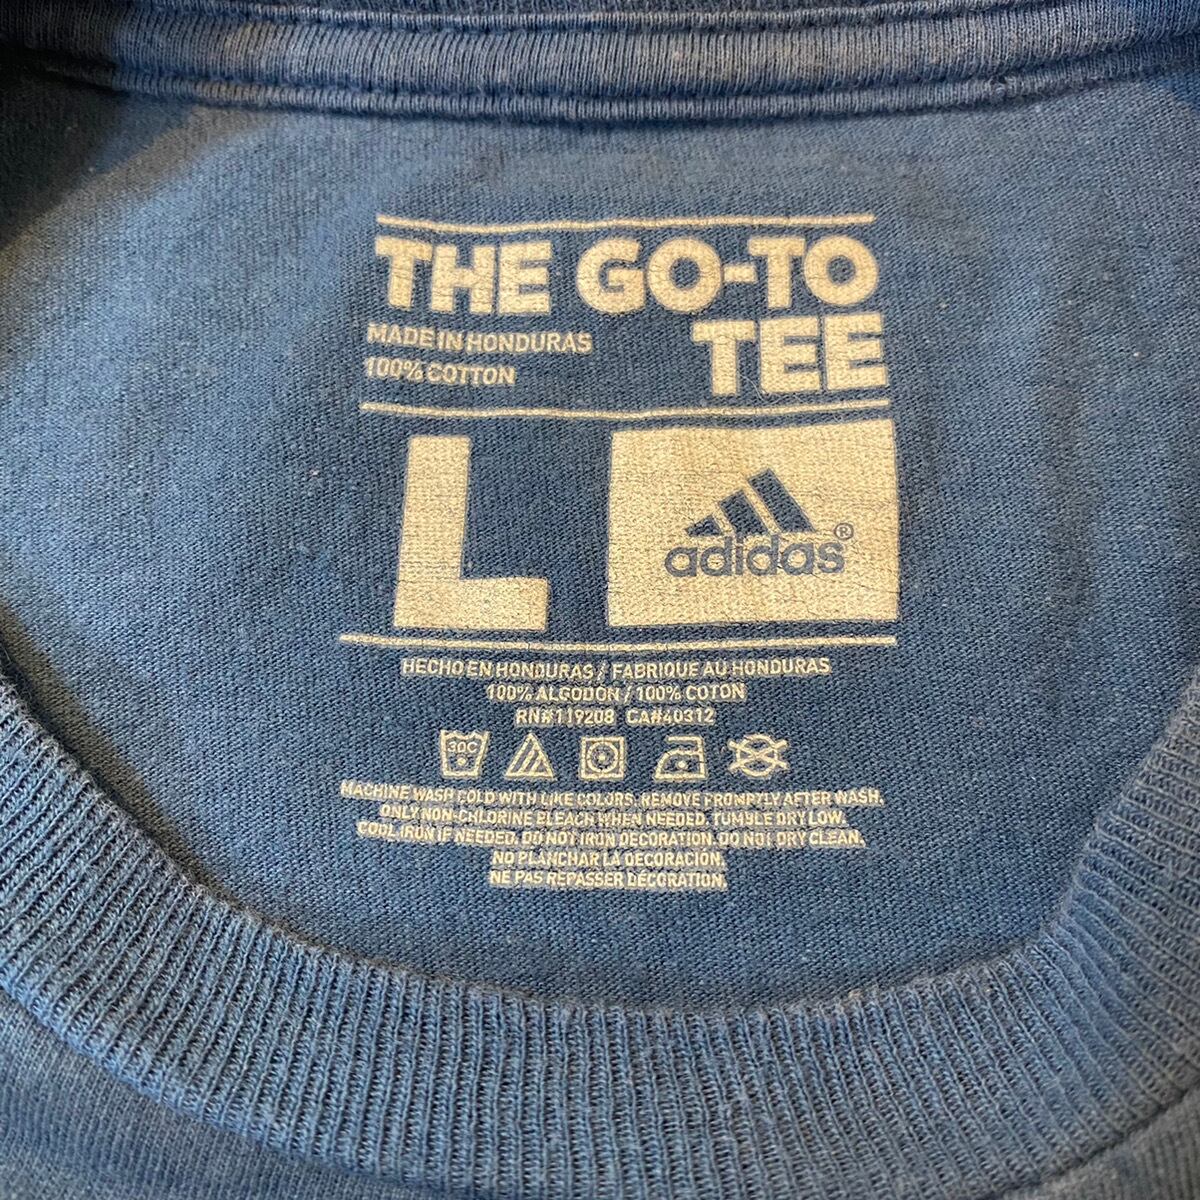 THE GO-TO
TEE
MADE IN HONDURAS
100% COTTON
L
adidas®
HECHO EN HONDURAS / FABRIQUE AU HONDURAS
100% ALGODON / 100% COTON
RN#119208 CA#40312
30C
MACHINE WASH COLD WITH LIKE COLORS. REMOVE PROMPTLY AFTER WASH.
ONLY NON-CHLORINE BLEACH WHEN NEEDED. TUMBLE DRY LOW.
COOL IRON IF NEEDED. DO NOT IRON DECORATION. DO NOT DRY CLEAN.
NO PLANCHAR LA DECORACION.
NE PAS REPASSER DÉCORATION.